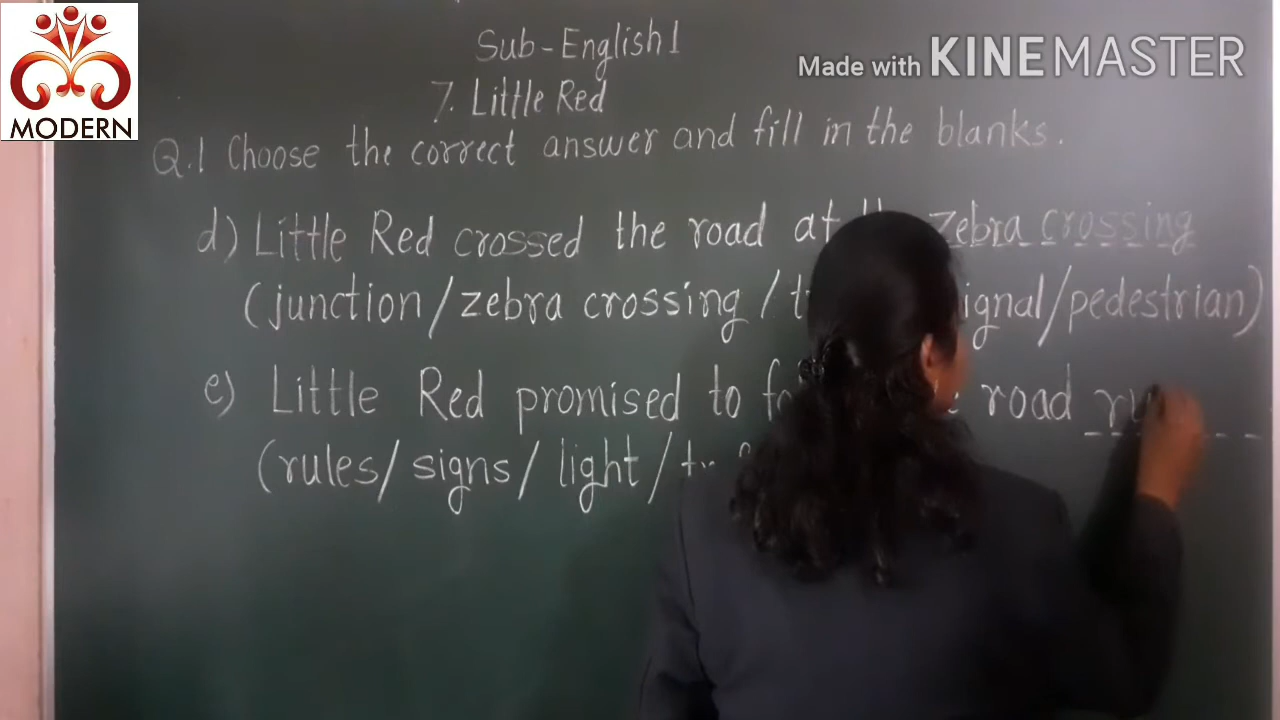 MODERN
Made with KINEMASTER
Sub-English 1
7. Little Red
Q.1 Choose the correct answer and fill in the blanks.
d) Little Red crossed the road at zebra crossing
(junction/zebra crossing/ /pedestrian)
e) Little Red promised to road
(rules/signs/light/